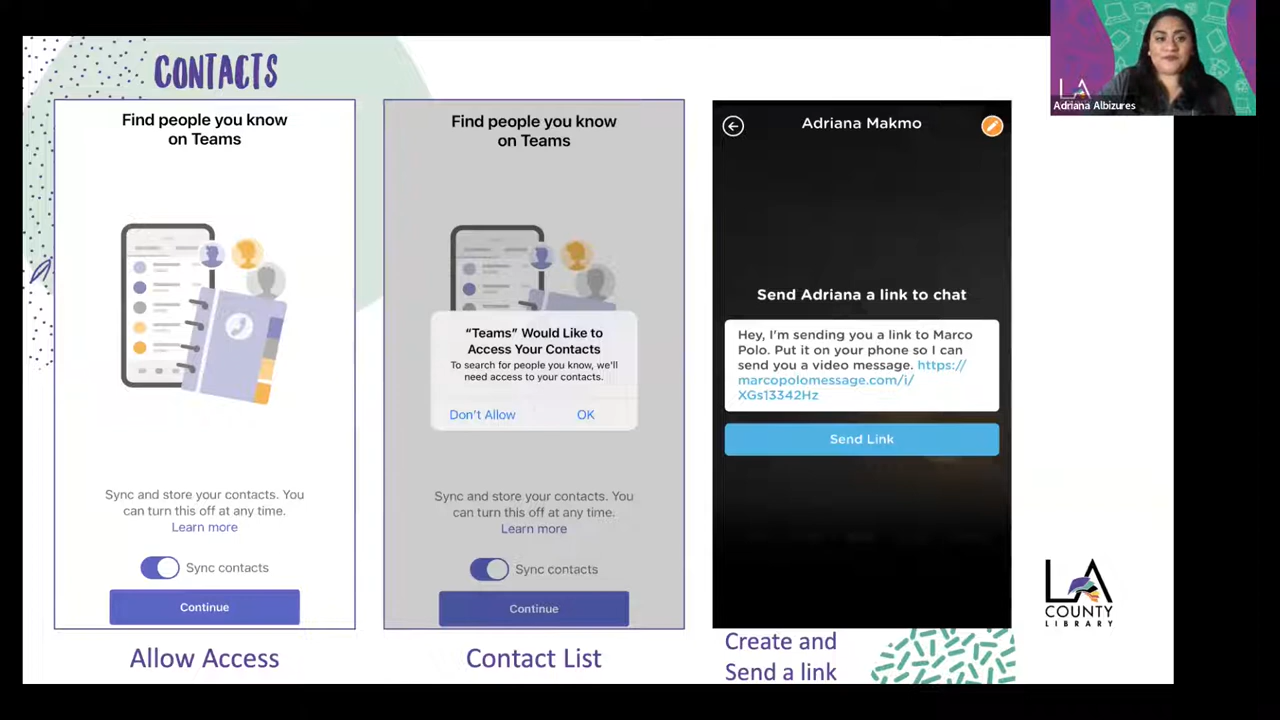 CONTACTS
Find people you know
on Teams
Sync and store your contacts. You
can turn this off at any time.
Learn more
Sync contacts
Continue
Allow Access
Find people you know
on Teams
"Teams" Would Like to
Access Your Contacts
To search for people you know, we'll
need access to your contacts.
Don't Allow
OK
Sync and store your contacts. You
can turn this off at any time.
Learn more
Sync contacts
Continue
Contact List
Adriana Makmo
Send Adriana a link to chat
Hey, I'm sending you a link to Marco
Polo. Put it on your phone so I can
send you a video message. https://
marcopolomessage.com/i/
XGs13342Hz
Send Link
Create and
Send a link
LA
Adriana Albizures
LA
COUNTY
LIBRARY